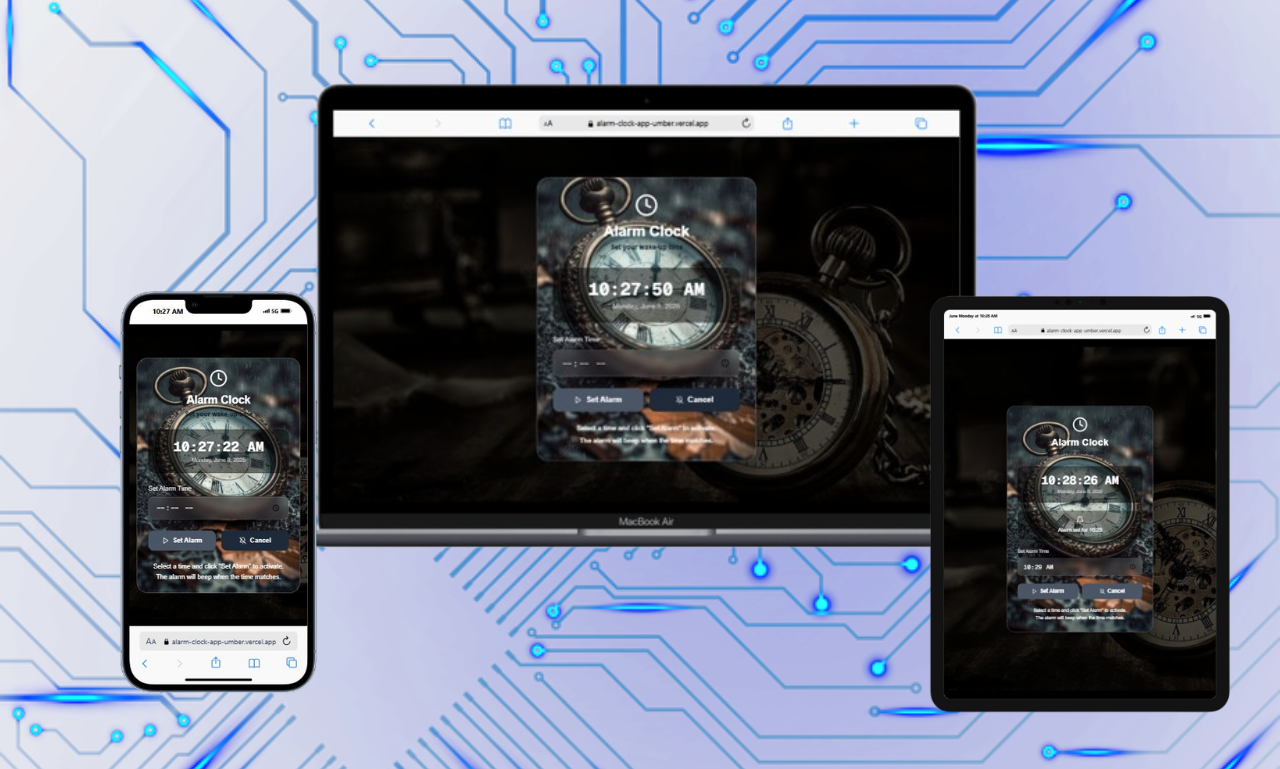 alarm-clock-app-umber.vercel.app
Alarm Clock
Set your wake-up time
10:27:50 AM
Monday, June 9, 2025
Set Alarm Time
--:-- --
Set Alarm
Cancel
Select a time and click "Set Alarm" to activate.
The alarm will beep when the time matches.
MacBook Air
10:27 AM
5G
Alarm Clock
your wake-up
10:27:22 AM
Monday, June 9, 2025
Set Alarm Time
--:-- --
Set Alarm
Cancel
Select a time and click "Set Alarm" to activate.
The alarm will beep when the time matches.
AA
alarm-clock-app-umber.vercel.app
June Monday at 10:28 AM
5G
AA
alarm-clock-app-umber.vercel.app
Alarm Clock
10:28:26 AM
Monday, June 9, 2025
Alarm set for 10:29
Set Alarm Time
10:29 AM
Set Alarm
Cancel
Select a time and click "Set Alarm" to activate.
The alarm will beep when the time matches.